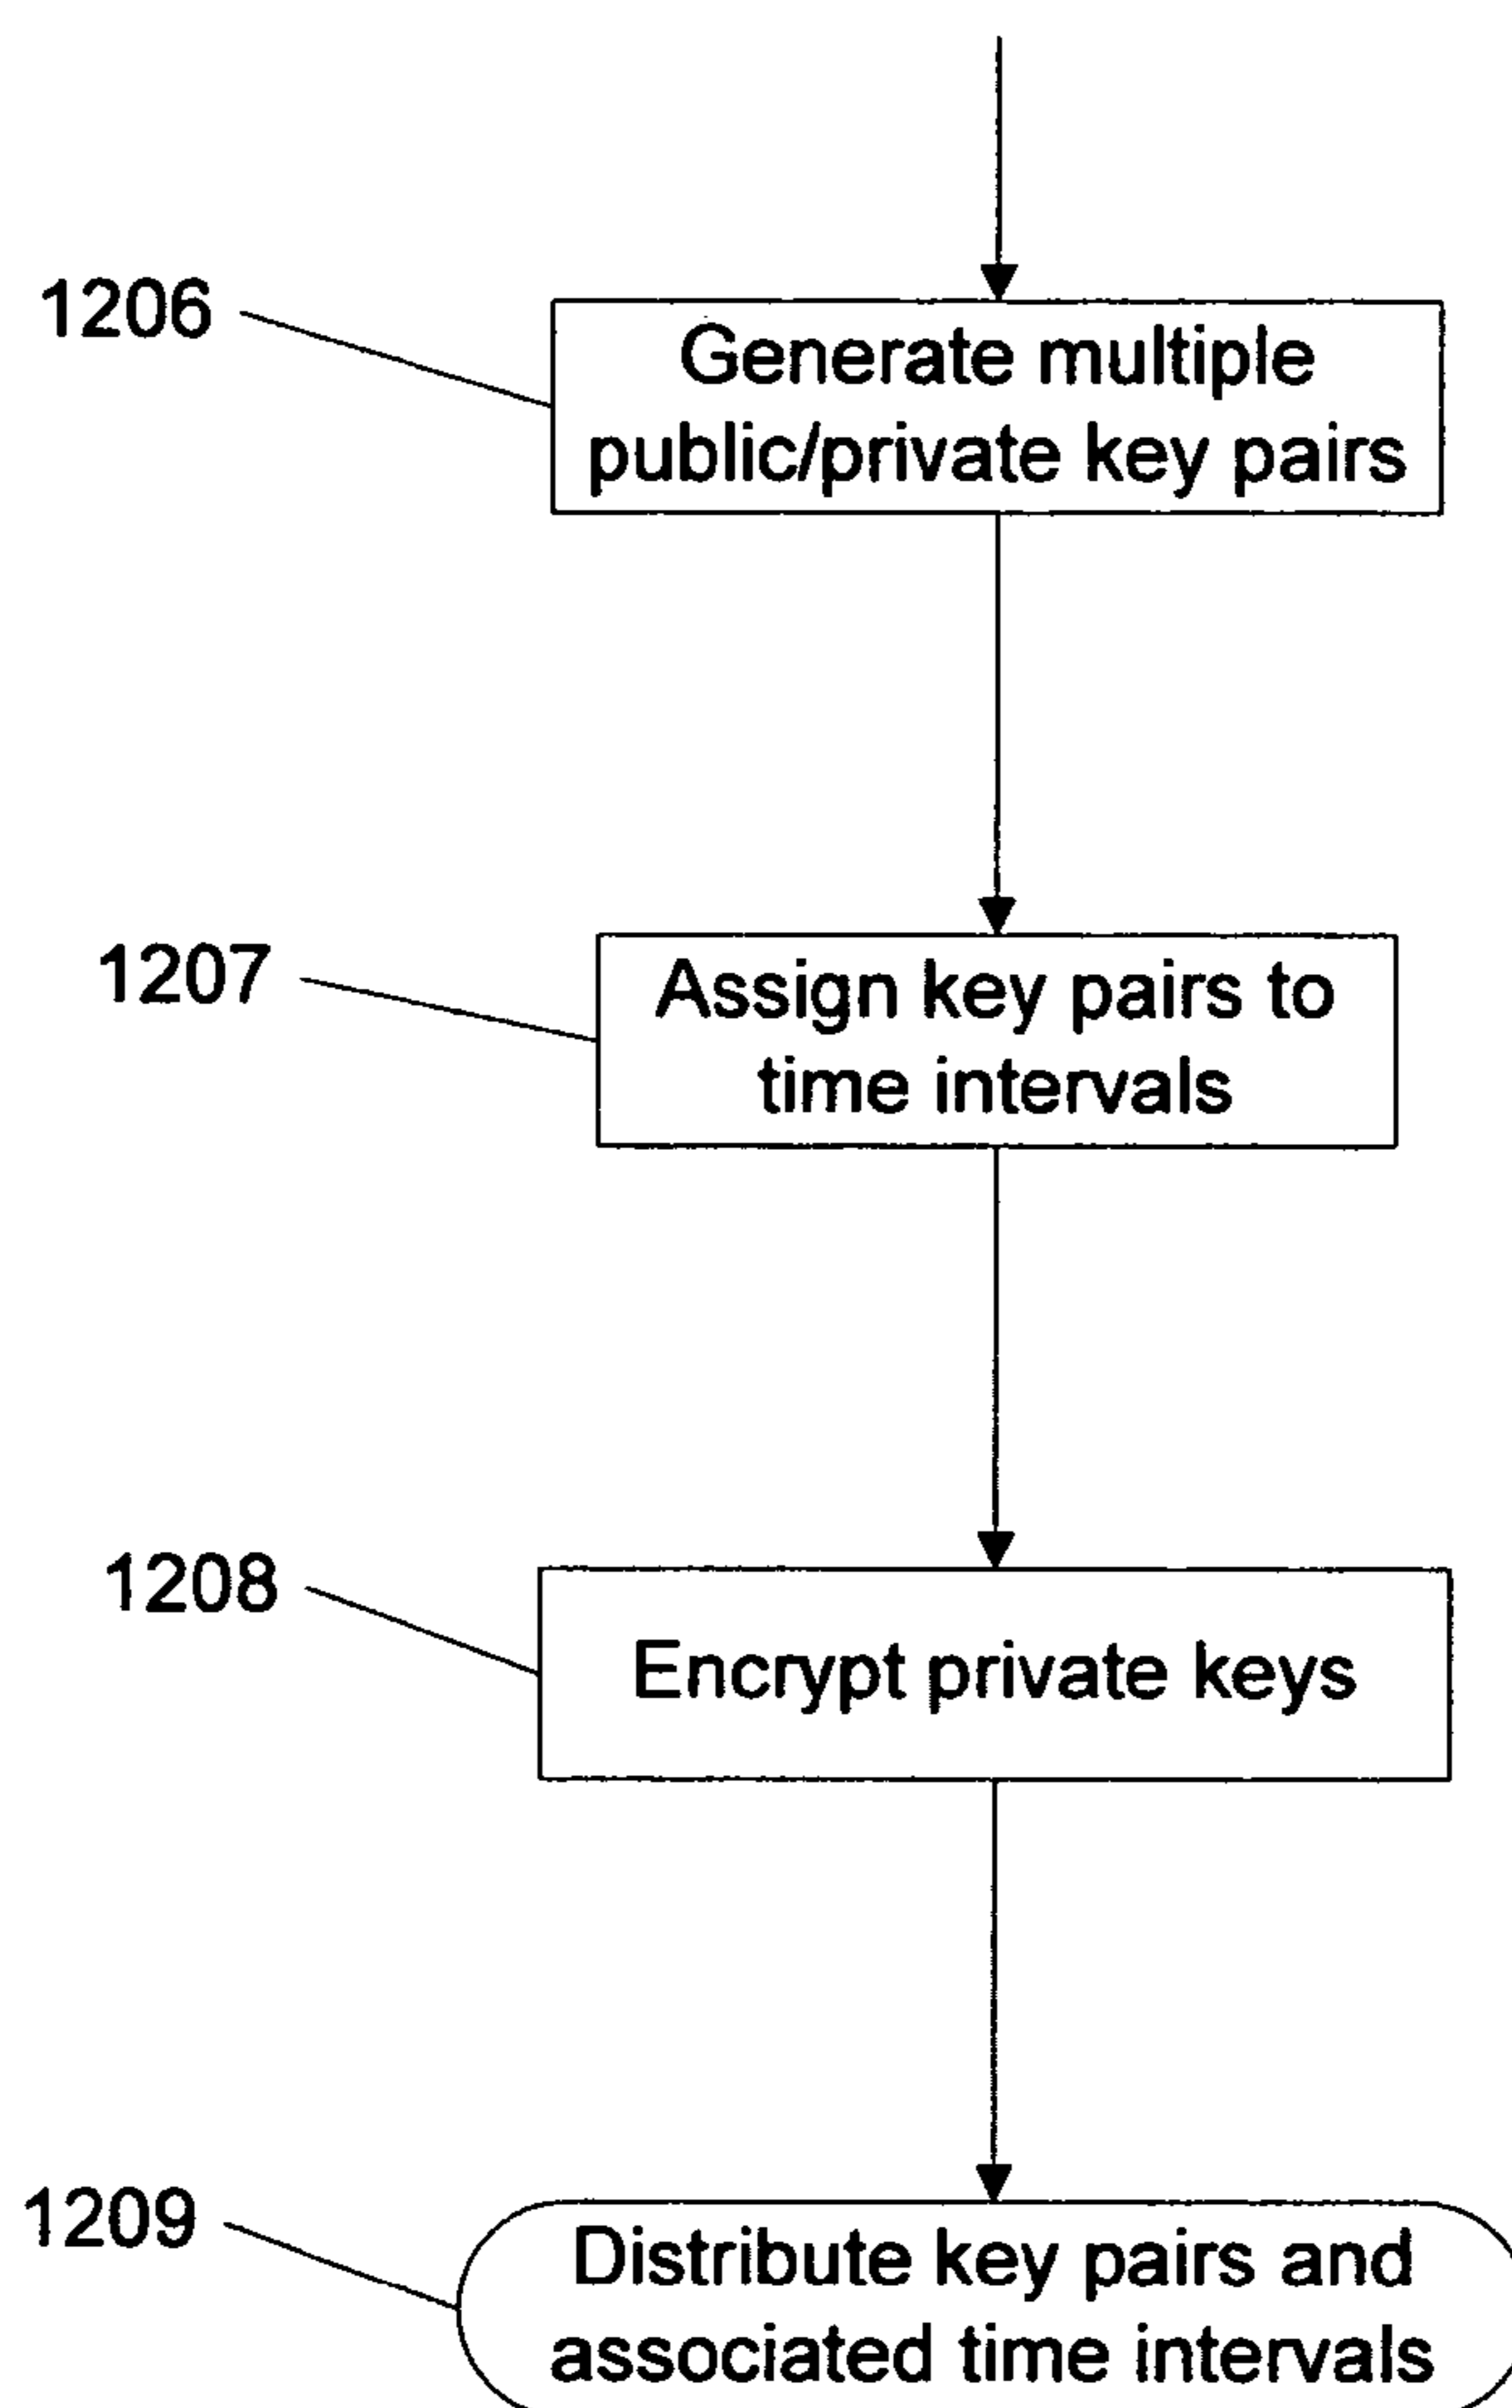 1206
Generate multiple
public/private key pairs
1207
Assign key pairs to
time intervals
1208
Encrypt private keys
1209
Distribute key pairs and
associated time intervals